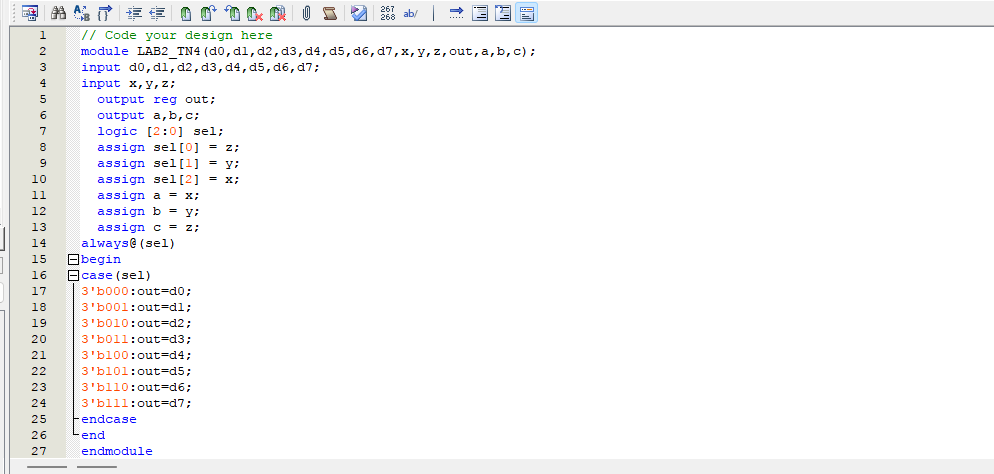 267
268 ab/
1 // Code your design here
2 module LAB2_TN4(d0,d1,d2,d3,d4,d5,d6,d7,x,y,z,out,a,b,c);
3 input d0,d1,d2,d3,d4,d5,d6,d7;
4 input x,y,z;
5 output reg out;
6 output a,b,c;
7 logic [2:0] sel;
8 assign sel[0] = z;
9 assign sel[1] = y;
10 assign sel[2] = x;
11 assign a = x;
12 assign b = y;
13 assign c = z;
14 always@(sel)
15 begin
16 case(sel)
17 3'b000:out=d0;
18 3'b001:out=d1;
19 3'b010:out=d2;
20 3'b011:out=d3;
21 3'b100:out=d4;
22 3'b101:out=d5;
23 3'b110:out=d6;
24 3'b111:out=d7;
25 endcase
26 end
27 endmodule